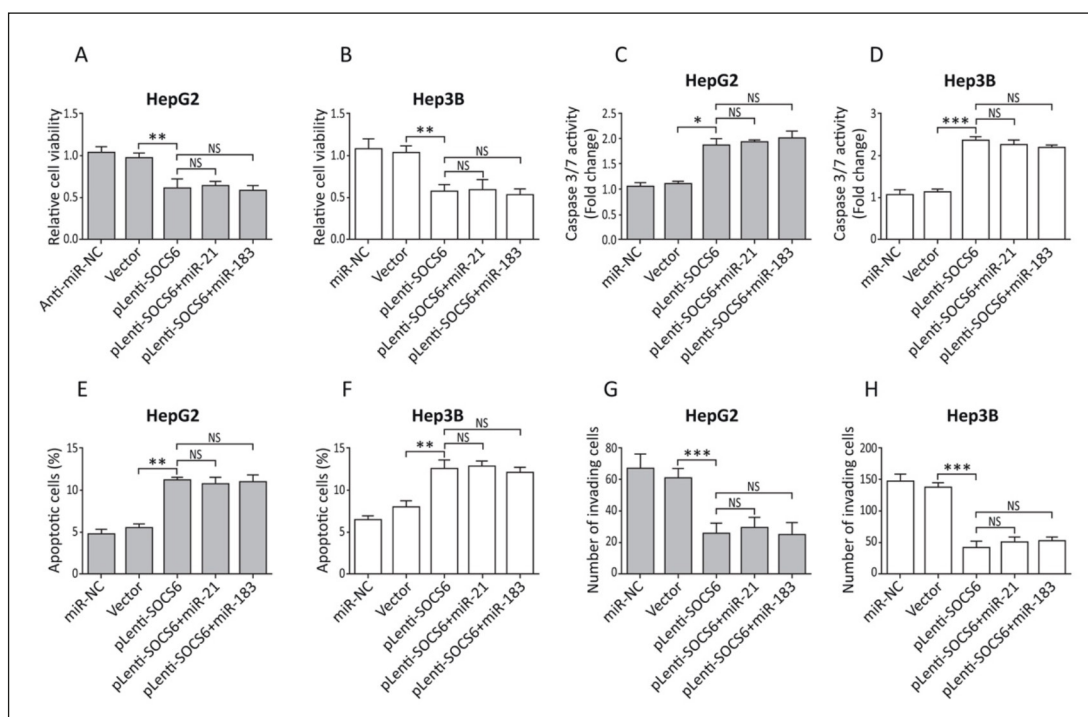 A
HepG2
Relative cell viability
1.5
1.0
0.5
0.0
**
NS
NS
Anti-miR-NC
Vector
pLenti-SOCS6
pLenti-SOCS6+miR-21
pLenti-SOCS6+miR-183
B
Hep3B
Relative cell viability
1.5
1.0
0.5
0.0
**
NS
NS
miR-NC
Vector
pLenti-SOCS6
pLenti-SOCS6+miR-21
pLenti-SOCS6+miR-183
C
HepG2
Caspase 3/7 activity
(Fold change)
2.5
2.0
1.5
1.0
0.5
0.0
*
NS
NS
miR-NC
Vector
pLenti-SOCS6
pLenti-SOCS6+miR-21
pLenti-SOCS6+miR-183
D
Hep3B
Caspase 3/7 activity
(Fold change)
3
2
1
0
***
NS
NS
miR-NC
Vector
pLenti-SOCS6
pLenti-SOCS6+miR-21
pLenti-SOCS6+miR-183
E
HepG2
Apoptotic cells (%)
15
10
5
0
**
NS
NS
miR-NC
Vector
pLenti-SOCS6
pLenti-SOCS6+miR-21
pLenti-SOCS6+miR-183
F
Hep3B
Apoptotic cells (%)
15
10
5
0
**
NS
NS
miR-NC
Vector
pLenti-SOCS6
pLenti-SOCS6+miR-21
pLenti-SOCS6+miR-183
G
HepG2
Number of invading cells
80
60
40
20
0
***
NS
NS
miR-NC
Vector
pLenti-SOCS6
pLenti-SOCS6+miR-21
pLenti-SOCS6+miR-183
H
Hep3B
Number of invading cells
200
150
100
50
0
***
NS
NS
miR-NC
Vector
pLenti-SOCS6
pLenti-SOCS6+miR-21
pLenti-SOCS6+miR-183